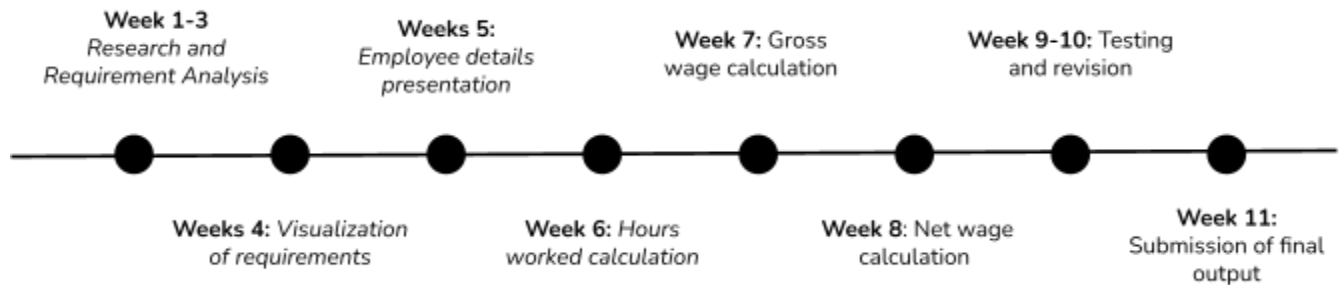 Week 1-3
Research and
Requirement Analysis
Weeks 4: Visualization
of requirements
Weeks 5:
Employee details
presentation
Week 6: Hours
worked calculation
Week 7: Gross
wage calculation
Week 8: Net wage
calculation
Week 9-10: Testing
and revision
Week 11:
Submission of final
output